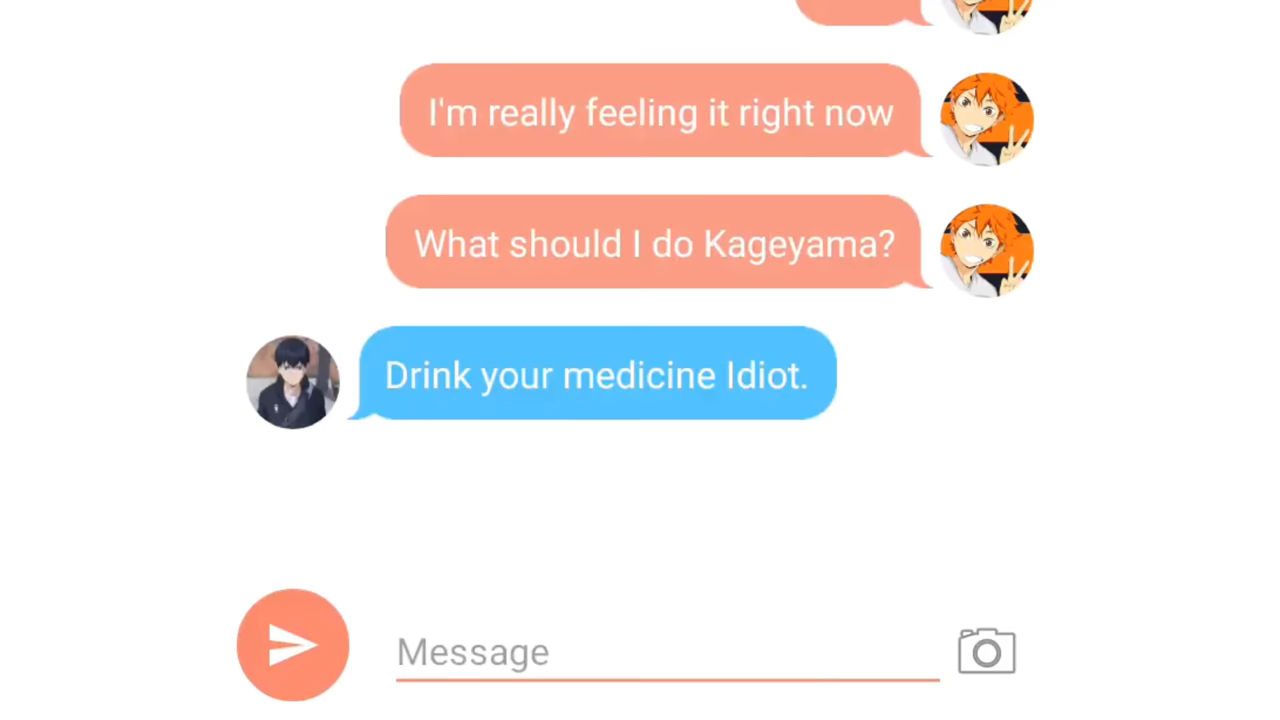 I'm really feeling it right now
What should I do Kageyama?
Drink your medicine Idiot.
Message